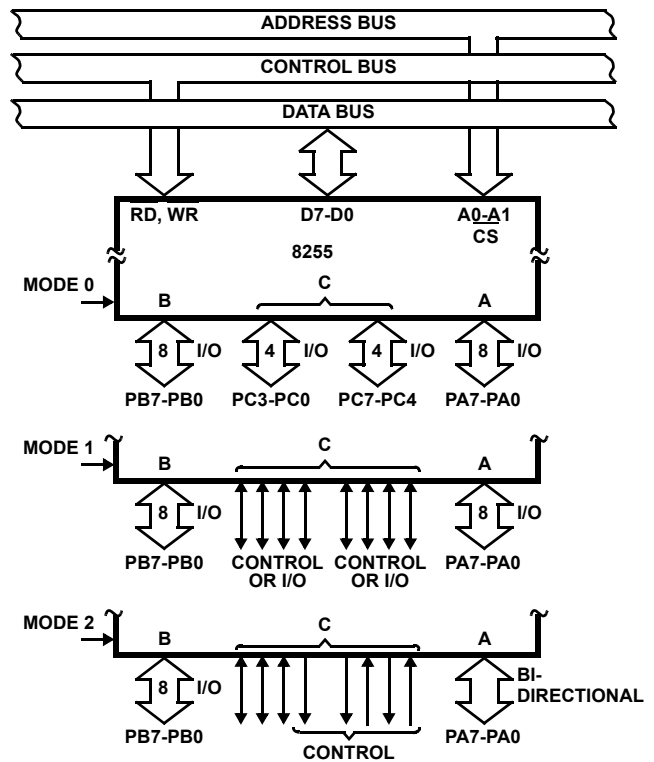 ADDRESS BUS
CONTROL BUS
DATA BUS
RD, WR D7-D0 A0-A1
CS
8255
MODE 0
B C A
8 I/O 4 I/O 4 I/O 8 I/O
PB7-PB0 PC3-PC0 PC7-PC4 PA7-PA0
MODE 1
B C A
8 I/O 8 I/O
PB7-PB0 CONTROL CONTROL PA7-PA0
OR I/O OR I/O
MODE 2
B C A
8 I/O BI-
DIRECTIONAL
PB7-PB0 CONTROL PA7-PA0